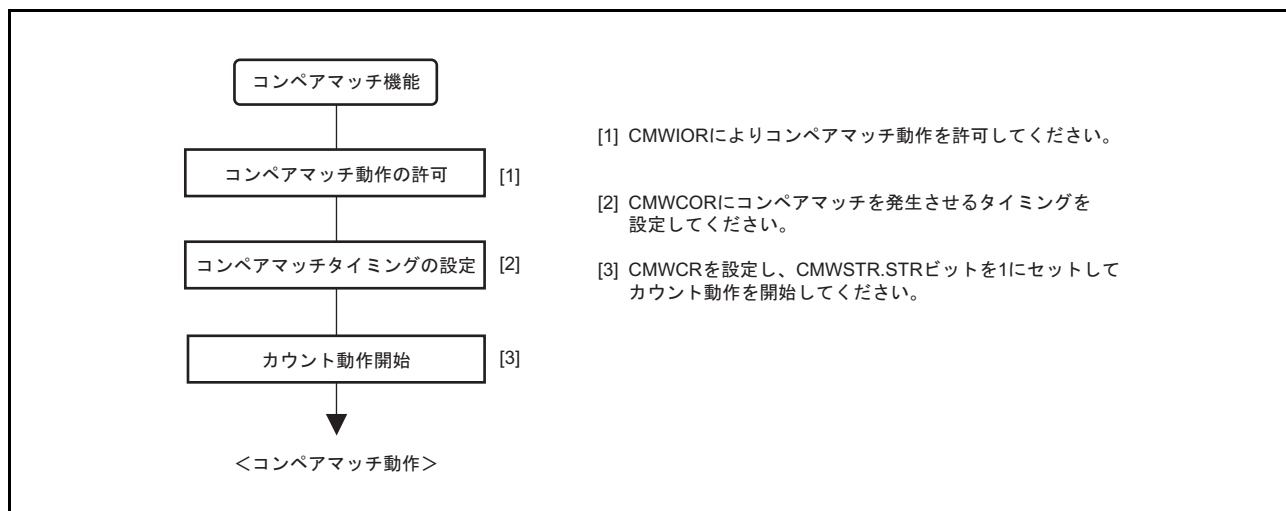 コンペアマッチ機能
コンペアマッチ動作の許可 [1]
コンペアマッチタイミングの設定 [2]
カウント動作開始 [3]
＜コンペアマッチ動作＞
[1] CMWIORによりコンペアマッチ動作を許可してください。
[2] CMWCORにコンペアマッチを発生させるタイミングを
設定してください。
[3] CMWCRを設定し、CMWSTR.STRビットを1にセットして
カウント動作を開始してください。